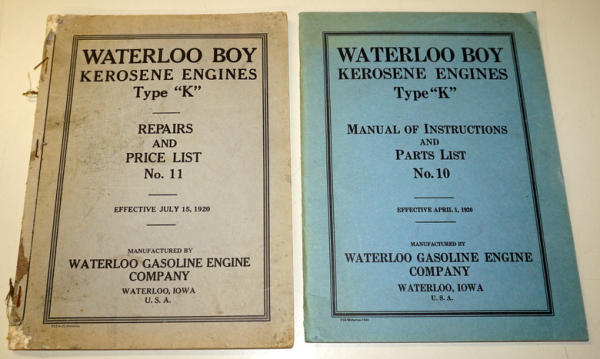 WATERLOO BOY
KEROSENE ENGINES
Type "K"
REPAIRS
AND
PRICE LIST
No. 11
EFFECTIVE JULY 15, 1920
MANUFACTURED BY
WATERLOO GASOLINE ENGINE
COMPANY
WATERLOO, IOWA
U. S. A.
WATERLOO BOY
KEROSENE ENGINES
Type "K"
MANUAL OF INSTRUCTIONS
AND
PARTS LIST
No. 10
EFFECTIVE APRIL 1, 1920
MANUFACTURED BY
WATERLOO GASOLINE ENGINE
COMPANY
WATERLOO, IOWA
U. S. A.